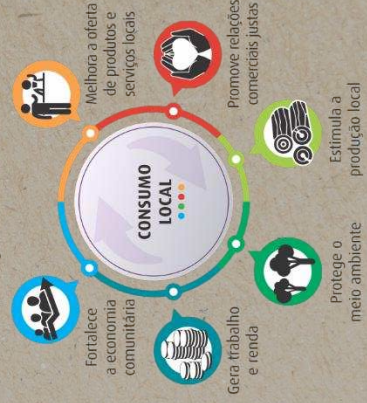 CONSUMO
LOCAL
Fortalece
a economia
comunitária
Melhora a oferta
de produtos e
serviços locais
Promove relações
comerciais justas
Estimula a
produção local
Protege o
meio ambiente
Gera trabalho
e renda